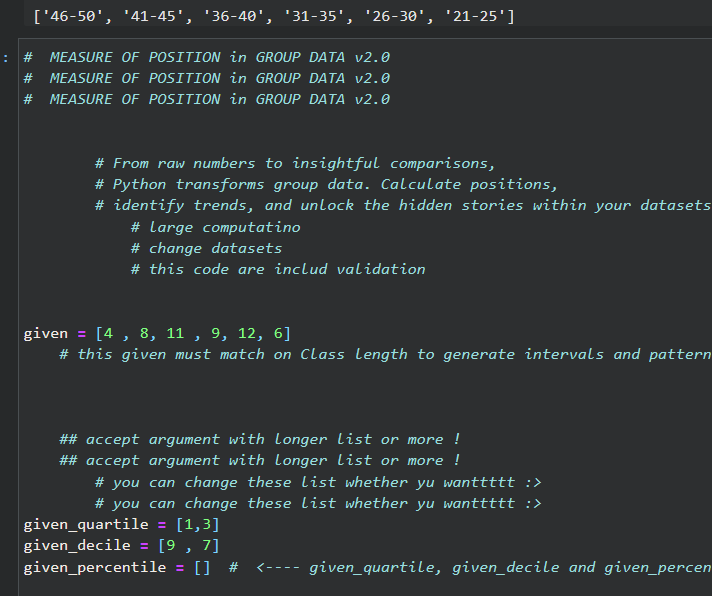 ['46-50', '41-45', '36-40', '31-35', '26-30', '21-25']
: # MEASURE OF POSITION in GROUP DATA v2.0
# MEASURE OF POSITION in GROUP DATA v2.0
# MEASURE OF POSITION in GROUP DATA v2.0
# From raw numbers to insightful comparisons,
# Python transforms group data. Calculate positions,
# identify trends, and unlock the hidden stories within your datasets
# large computatino
# change datasets
# this code are includ validation
given = [4 , 8, 11 , 9, 12, 6]
# this given must match on Class length to generate intervals and pattern
## accept argument with longer list or more !
## accept argument with longer list or more !
# you can change these list whether yu wanttttt :>
# you can change these list whether yu wanttttt :>
given_quartile = [1,3]
given_decile = [9 , 7]
given_percentile = [] # <---- given_quartile, given_decile and given_percen